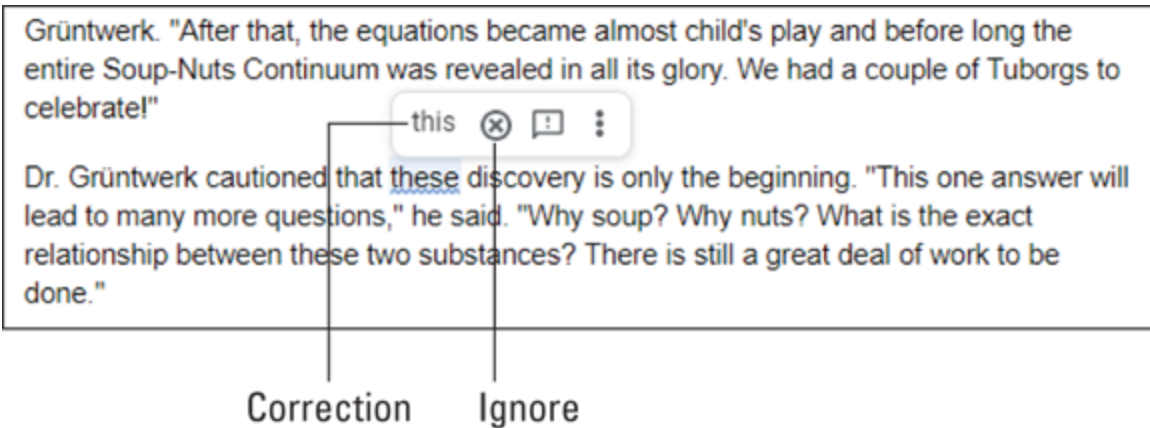 Grüntwerk. "After that, the equations became almost child's play and before long the
entire Soup-Nuts Continuum was revealed in all its glory. We had a couple of Tuborgs to
celebrate!"
this
Dr. Grüntwerk cautioned that these discovery is only the beginning. "This one answer will
lead to many more questions," he said. "Why soup? Why nuts? What is the exact
relationship between these two substances? There is still a great deal of work to be
done."
Correction Ignore